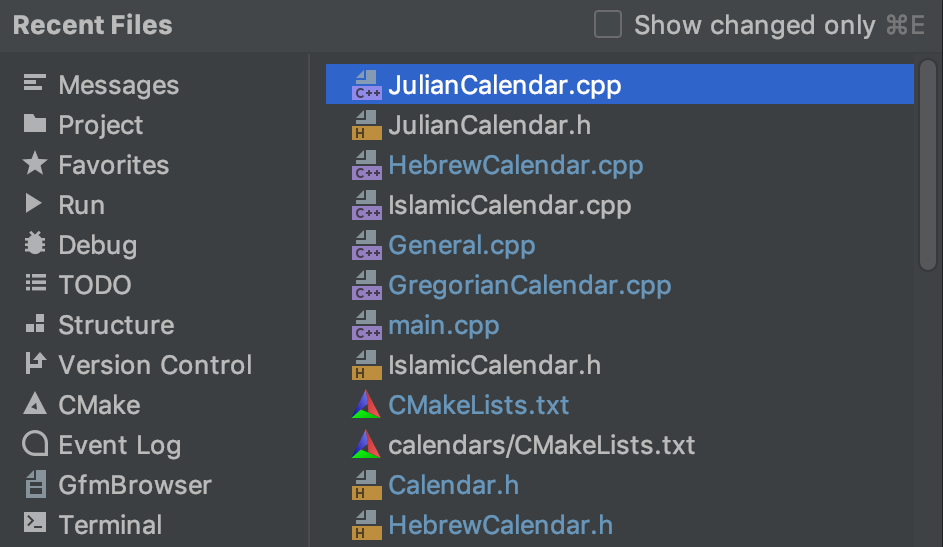 Recent Files
Show changed only ⌘E
Messages
Project
Favorites
Run
Debug
TODO
Structure
Version Control
CMake
Event Log
GfmBrowser
Terminal
C++ JulianCalendar.cpp
H JulianCalendar.h
C++ HebrewCalendar.cpp
C++ IslamicCalendar.cpp
C++ General.cpp
C++ GregorianCalendar.cpp
C++ main.cpp
H IslamicCalendar.h
CMakeLists.txt
calendars/CMakeLists.txt
H Calendar.h
H HebrewCalendar.h